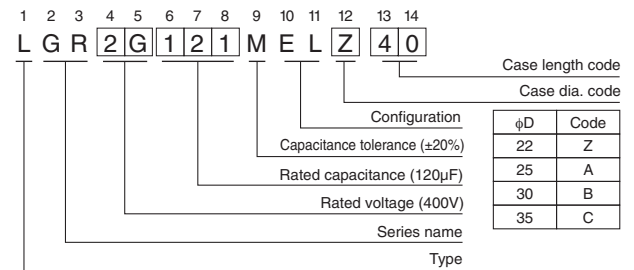 1 2 3 4 5 6 7 8 9 10 11 12 13 14
L G R 2 G 1 2 1 M E L Z 4 0
Case length code
Case dia. code
Configuration
Capacitance tolerance (±20%)
Rated capacitance (120µF)
Rated voltage (400V)
Series name
Type
ϕD Code
22 Z
25 A
30 B
35 C